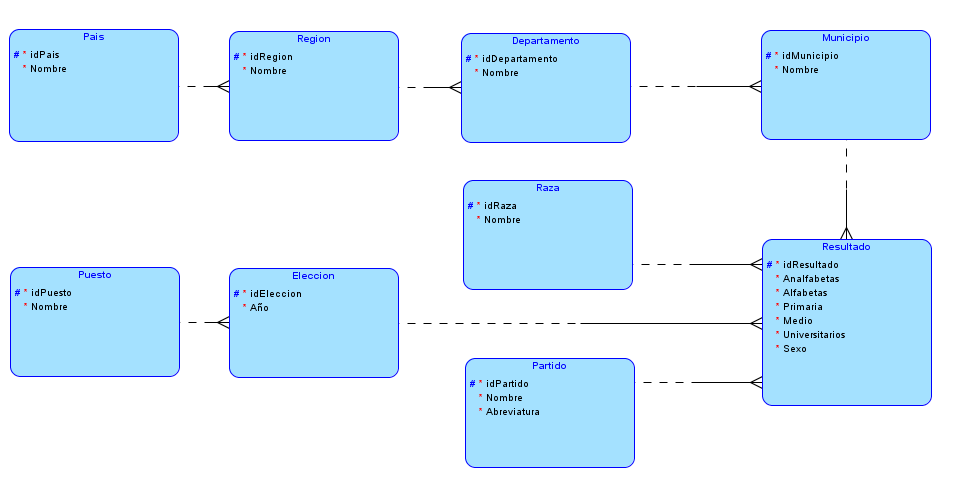 Pais
# * idPais
* Nombre
Region
# * idRegion
* Nombre
Departamento
# * idDepartamento
* Nombre
Municipio
# * idMunicipio
* Nombre
Raza
# * idRaza
* Nombre
Puesto
# * idPuesto
* Nombre
Eleccion
# * idEleccion
* Año
Partido
# * idPartido
* Nombre
* Abreviatura
Resultado
# * idResultado
* Analfabetas
* Alfabetas
* Primaria
* Medio
* Universitarios
* Sexo